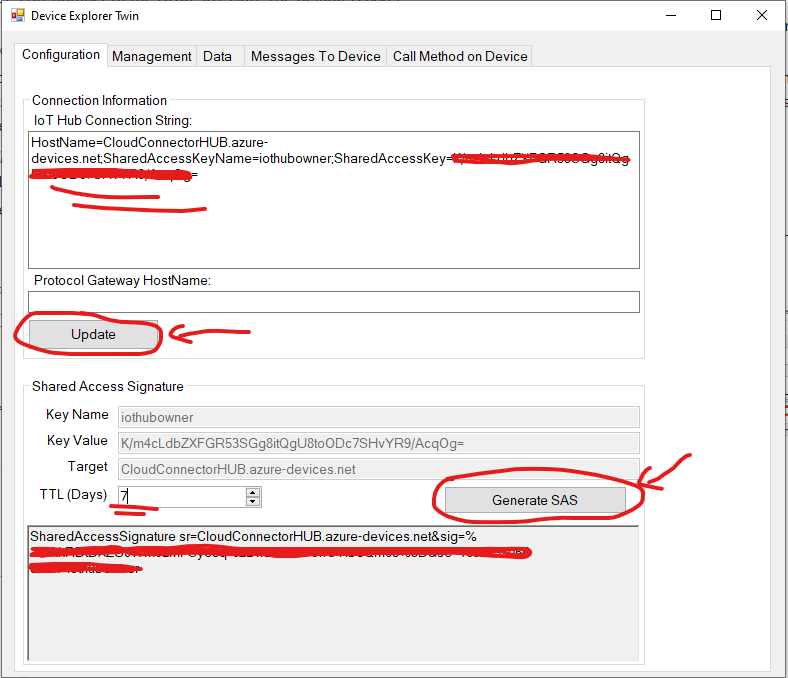 Device Explorer Twin
Configuration Management Data Messages To Device Call Method on Device
Connection Information
IoT Hub Connection String:
HostName=CloudConnectorHUB.azure-
devices.net;SharedAccessKeyName=iothubowner;SharedAccessKey=
=
Protocol Gateway HostName:
Update
Shared Access Signature
Key Name iothubowner
Key Value K/m4cLdbZXFGR53SGg8itQgU8toODc7SHvYR9/AcqOg=
Target CloudConnectorHUB.azure-devices.net
TTL (Days) 7
Generate SAS
SharedAccessSignature sr=CloudConnectorHUB.azure-devices.net&sig=%